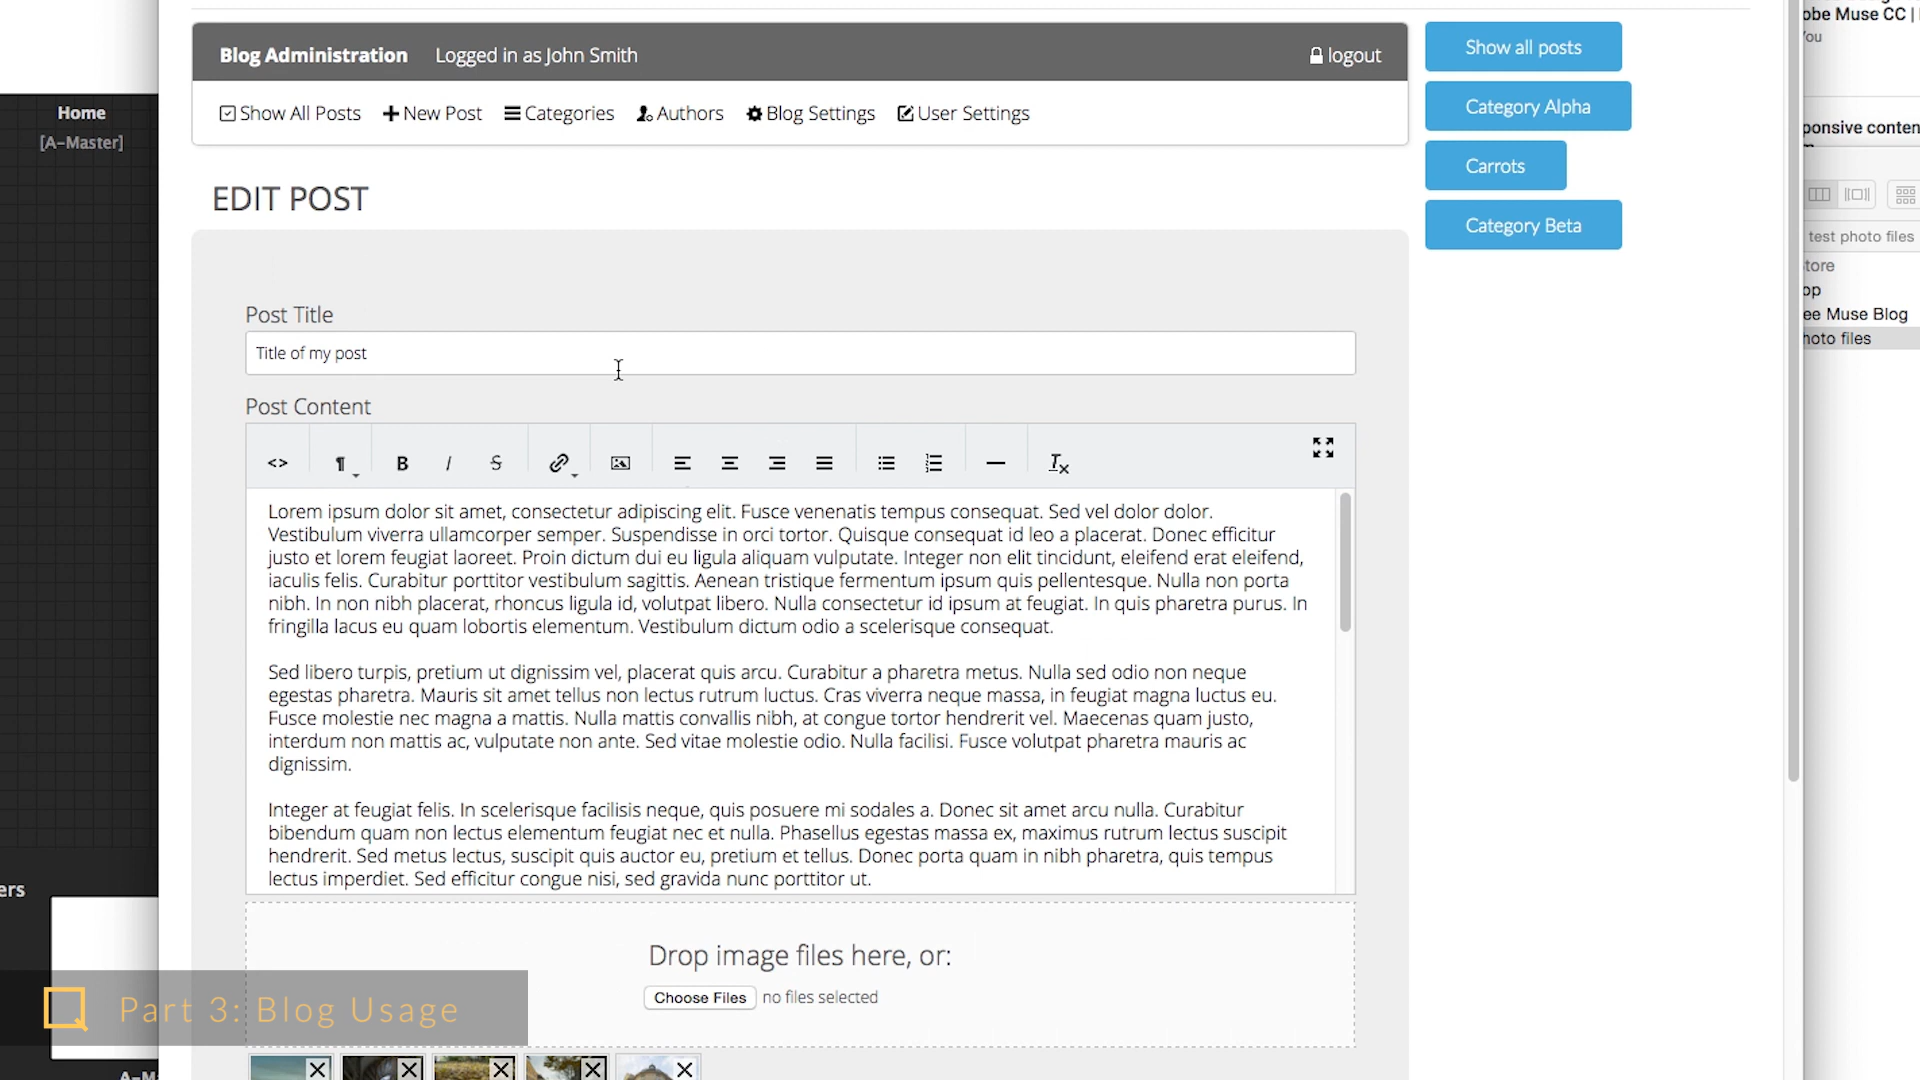 obe Muse CC |
Blog Administration Logged in as John Smith logout
Show all posts
Home
[A-Master]
Show All Posts New Post Categories Authors Blog Settings User Settings
Category Alpha
Carrots
Category Beta
EDIT POST
test photo files
ee Muse Blog
hoto files
Post Title
Title of my post
Post Content
Lorem ipsum dolor sit amet, consectetur adipiscing elit. Fusce venenatis tempus consequat. Sed vel dolor dolor.
Vestibulum viverra ullamcorper semper. Suspendisse in orci tortor. Quisque consequat id leo a placerat. Donec efficitur
justo et lorem feugiat laoreet. Proin dictum dui eu ligula aliquam vulputate. Integer non elit tincidunt, eleifend erat eleifend,
iaculis felis. Curabitur porttitor vestibulum sagittis. Aenean tristique fermentum ipsum quis pellentesque. Nulla non porta
nibh. In non nibh placerat, rhoncus ligula id, volutpat libero. Nulla consectetur id ipsum at feugiat. In quis pharetra purus. In
fringilla lacus eu quam lobortis elementum. Vestibulum dictum odio a scelerisque consequat.
Sed libero turpis, pretium ut dignissim vel, placerat quis arcu. Curabitur a pharetra metus. Nulla sed odio non neque
egestas pharetra. Mauris sit amet tellus non lectus rutrum luctus. Cras viverra neque massa, in feugiat magna luctus eu.
Fusce molestie nec magna a mattis. Nulla mattis convallis nibh, at congue tortor hendrerit vel. Maecenas quam justo,
interdum non mattis ac, vulputate non ante. Sed vitae molestie odio. Nulla facilisi. Fusce volutpat pharetra mauris ac
dignissim.
Integer at feugiat felis. In scelerisque facilisis neque, quis posuere mi sodales a. Donec sit amet arcu nulla. Curabitur
bibendum quam non lectus elementum feugiat nec et nulla. Phasellus egestas massa ex, maximus rutrum lectus suscipit
hendrerit. Sed metus lectus, suscipit quis auctor eu, pretium et tellus. Donec porta quam in nibh pharetra, quis tempus
lectus imperdiet. Sed efficitur congue nisi, sed gravida nunc porttitor ut.
ers
Drop image files here, or:
Choose Files no files selected
Part 3: Blog Usage